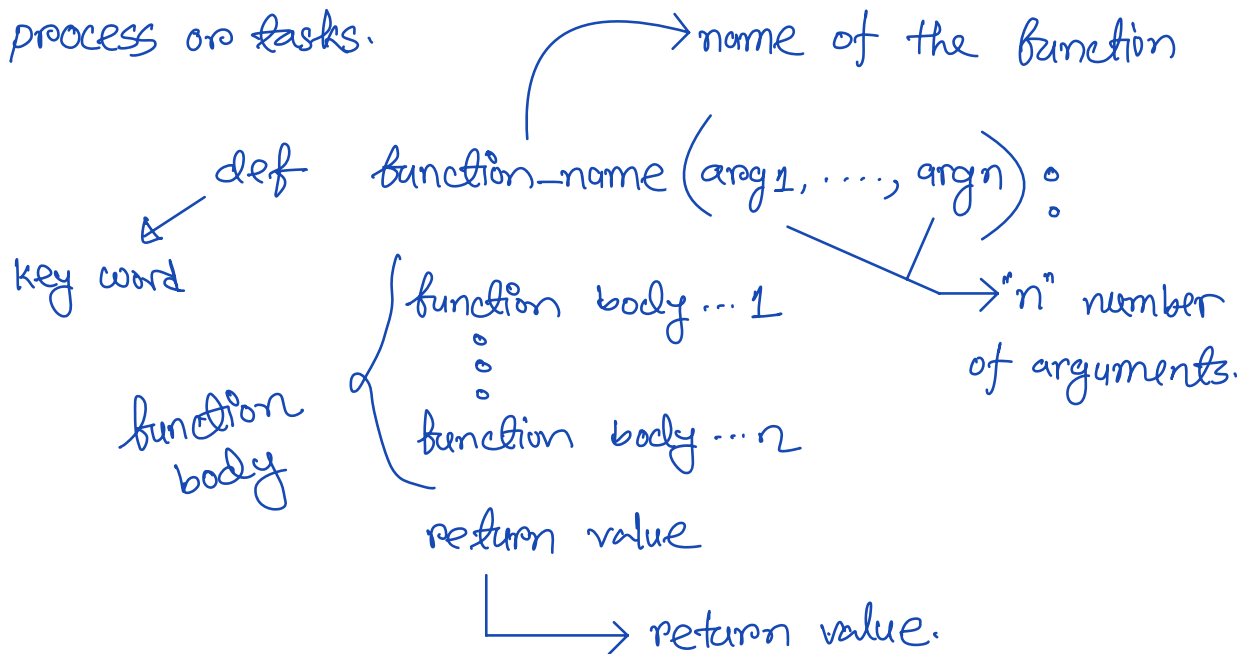 process or tasks.
name of the function
def function_name (arg1, ...., argn) :
key word
function body ... 1
"n" number
of arguments.
function
body
function body ... n
return value
return value.